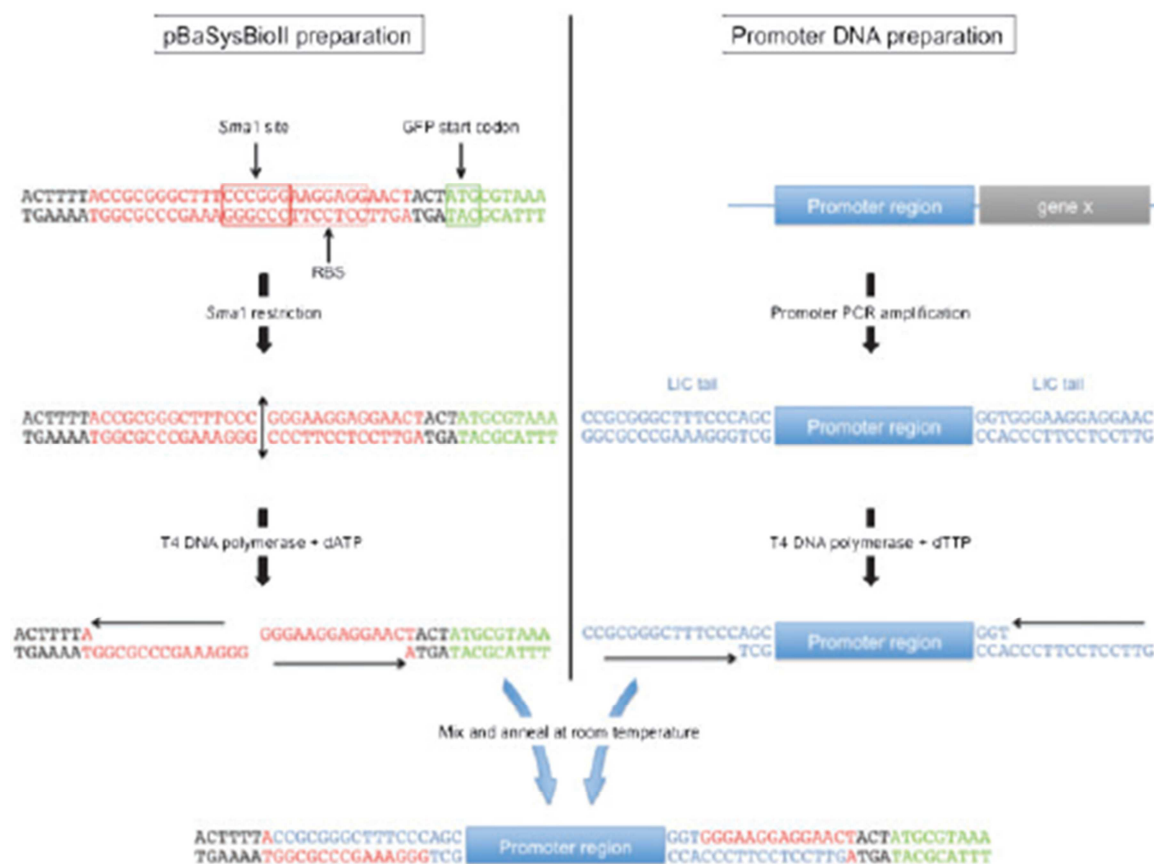 pBaSysBioII preparation
Promoter DNA preparation
Sma1 site
GFP start codon
ACTTTTACCGCGGGCTTTCCCGGGAAGGAGGAACTACTATGCGTAAA
TGAAAATGGCGCCCGAAAGGGCCCTTCCTCCTTGATGATACGCATTT
RBS
Promoter region
gene x
Sma1 restriction
Promoter PCR amplification
LIC tail
LIC tail
ACTTTTACCGCGGGCTTTCCC GGGAAGGAGGAACTACTATGCGTAAA
TGAAAATGGCGCCCGAAAGGG CCCTTCCTCCTTGATGATACGCATTT
CCGCGGGCTTTCCCAGC
GGCGCCCGAAAGGGTCG
Promoter region
GGTGGGAAGGAGGAAC
CCACCCTTCCTCCTTG
T4 DNA polymerase + dATP
T4 DNA polymerase + dTTP
ACTTTTA
TGAAAATGGCGCCCGAAAGGG
GGGAAGGAGGAACTACTATGCGTAAA
ATGATACGCATTT
CCGCGGGCTTTCCCAGC
TCG
Promoter region
GGT
CCACCCTTCCTCCTTG
Mix and anneal at room temperature
ACTTTTACCGCGGGCTTTCCCAGC
TGAAAATGGCGCCCGAAAGGGTCG
Promoter region
GGTGGGAAGGAGGAACTACTATGCGTAAA
CCACCCTTCCTCCTTGATGATACGCATTT